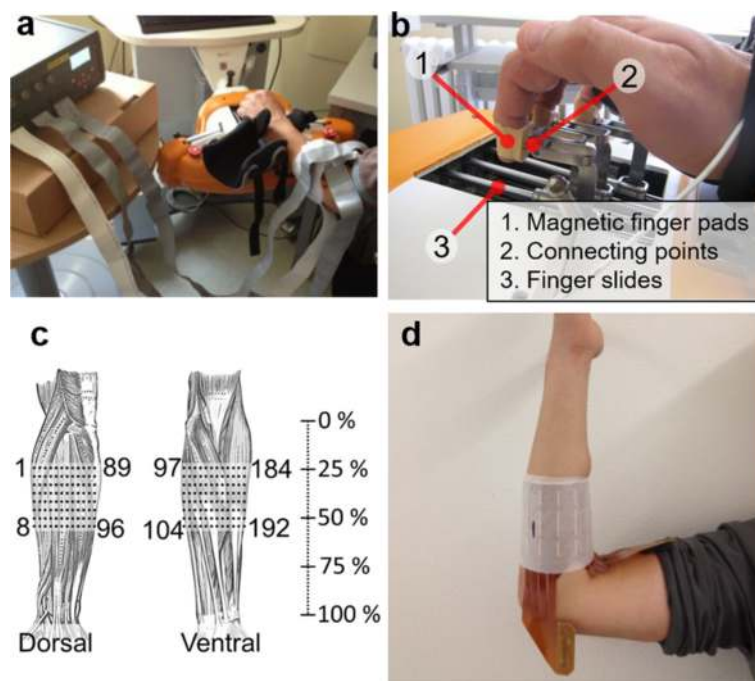 a
b
1
2
3
1. Magnetic finger pads
2. Connecting points
3. Finger slides
c
1 89 97 184
8 96 104 192
0 %
25 %
50 %
75 %
100 %
Dorsal Ventral
d